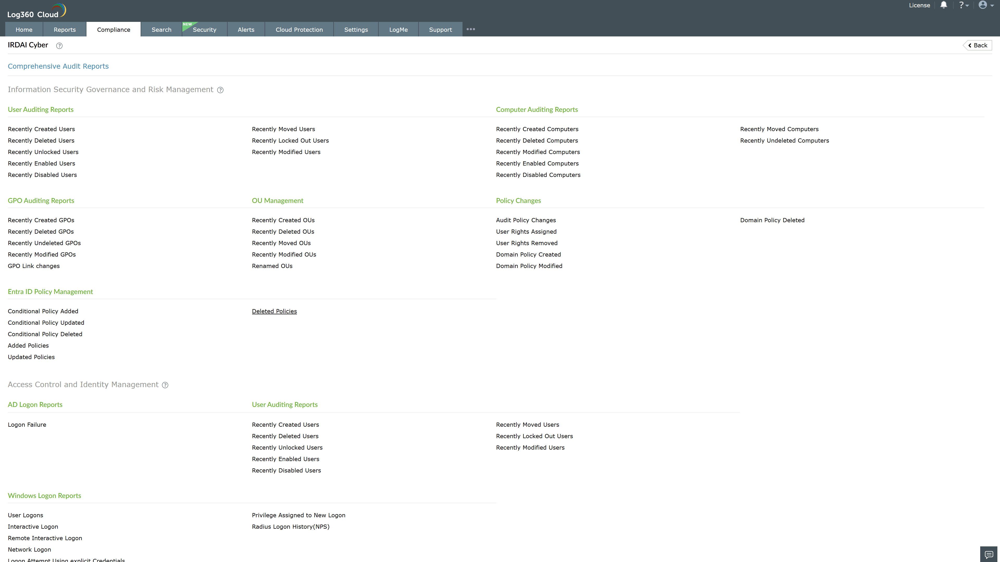 License
?
Log360 Cloud
Home
Reports
Compliance
Search
NEW
Security
Alerts
Cloud Protection
Settings
LogMe
Support
IRDAI Cyber ?
Back
Comprehensive Audit Reports
Information Security Governance and Risk Management ?
User Auditing Reports
Recently Created Users
Recently Deleted Users
Recently Unlocked Users
Recently Enabled Users
Recently Disabled Users
Recently Moved Users
Recently Locked Out Users
Recently Modified Users
Computer Auditing Reports
Recently Created Computers
Recently Deleted Computers
Recently Modified Computers
Recently Enabled Computers
Recently Disabled Computers
Recently Moved Computers
Recently Undeleted Computers
GPO Auditing Reports
Recently Created GPOs
Recently Deleted GPOs
Recently Undeleted GPOs
Recently Modified GPOs
GPO Link changes
OU Management
Recently Created OUs
Recently Deleted OUs
Recently Moved OUs
Recently Modified OUs
Renamed OUs
Policy Changes
Audit Policy Changes
User Rights Assigned
User Rights Removed
Domain Policy Created
Domain Policy Modified
Domain Policy Deleted
Entra ID Policy Management
Conditional Policy Added
Conditional Policy Updated
Conditional Policy Deleted
Added Policies
Updated Policies
Deleted Policies
Access Control and Identity Management ?
AD Logon Reports
Logon Failure
User Auditing Reports
Recently Created Users
Recently Deleted Users
Recently Unlocked Users
Recently Enabled Users
Recently Disabled Users
Recently Moved Users
Recently Locked Out Users
Recently Modified Users
Windows Logon Reports
User Logons
Interactive Logon
Remote Interactive Logon
Network Logon
Logon Attempt Using explicit Credentials
Privilege Assigned to New Logon
Radius Logon History(NPS)